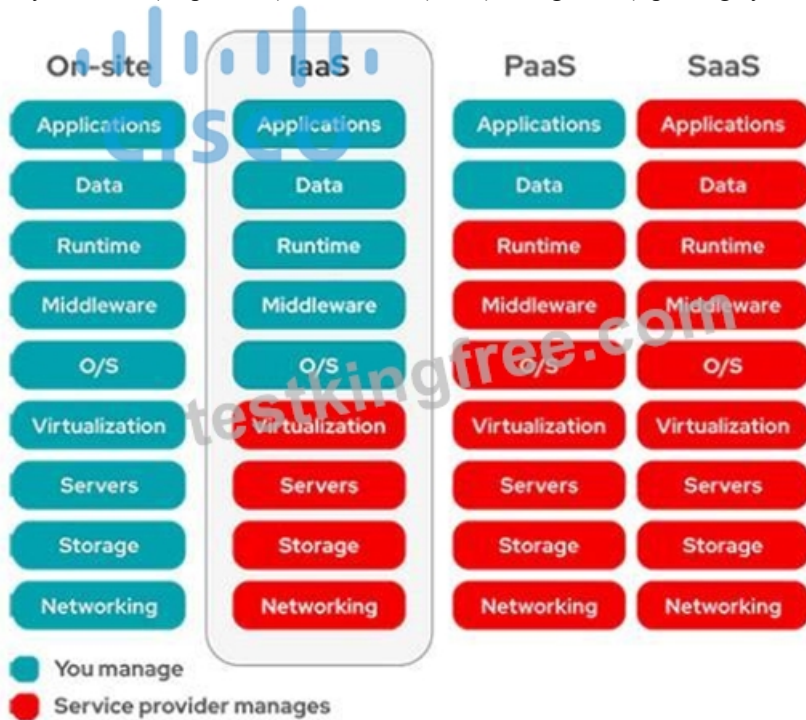 On-site IaaS PaaS SaaS
Applications Applications Applications Applications
Data Data Data Data
Runtime Runtime Runtime Runtime
Middleware Middleware Middleware Middleware
O/S O/S O/S O/S
Virtualization Virtualization Virtualization Virtualization
Servers Servers Servers Servers
Storage Storage Storage Storage
Networking Networking Networking Networking
You manage
Service provider manages
cisco
testkingfree.com